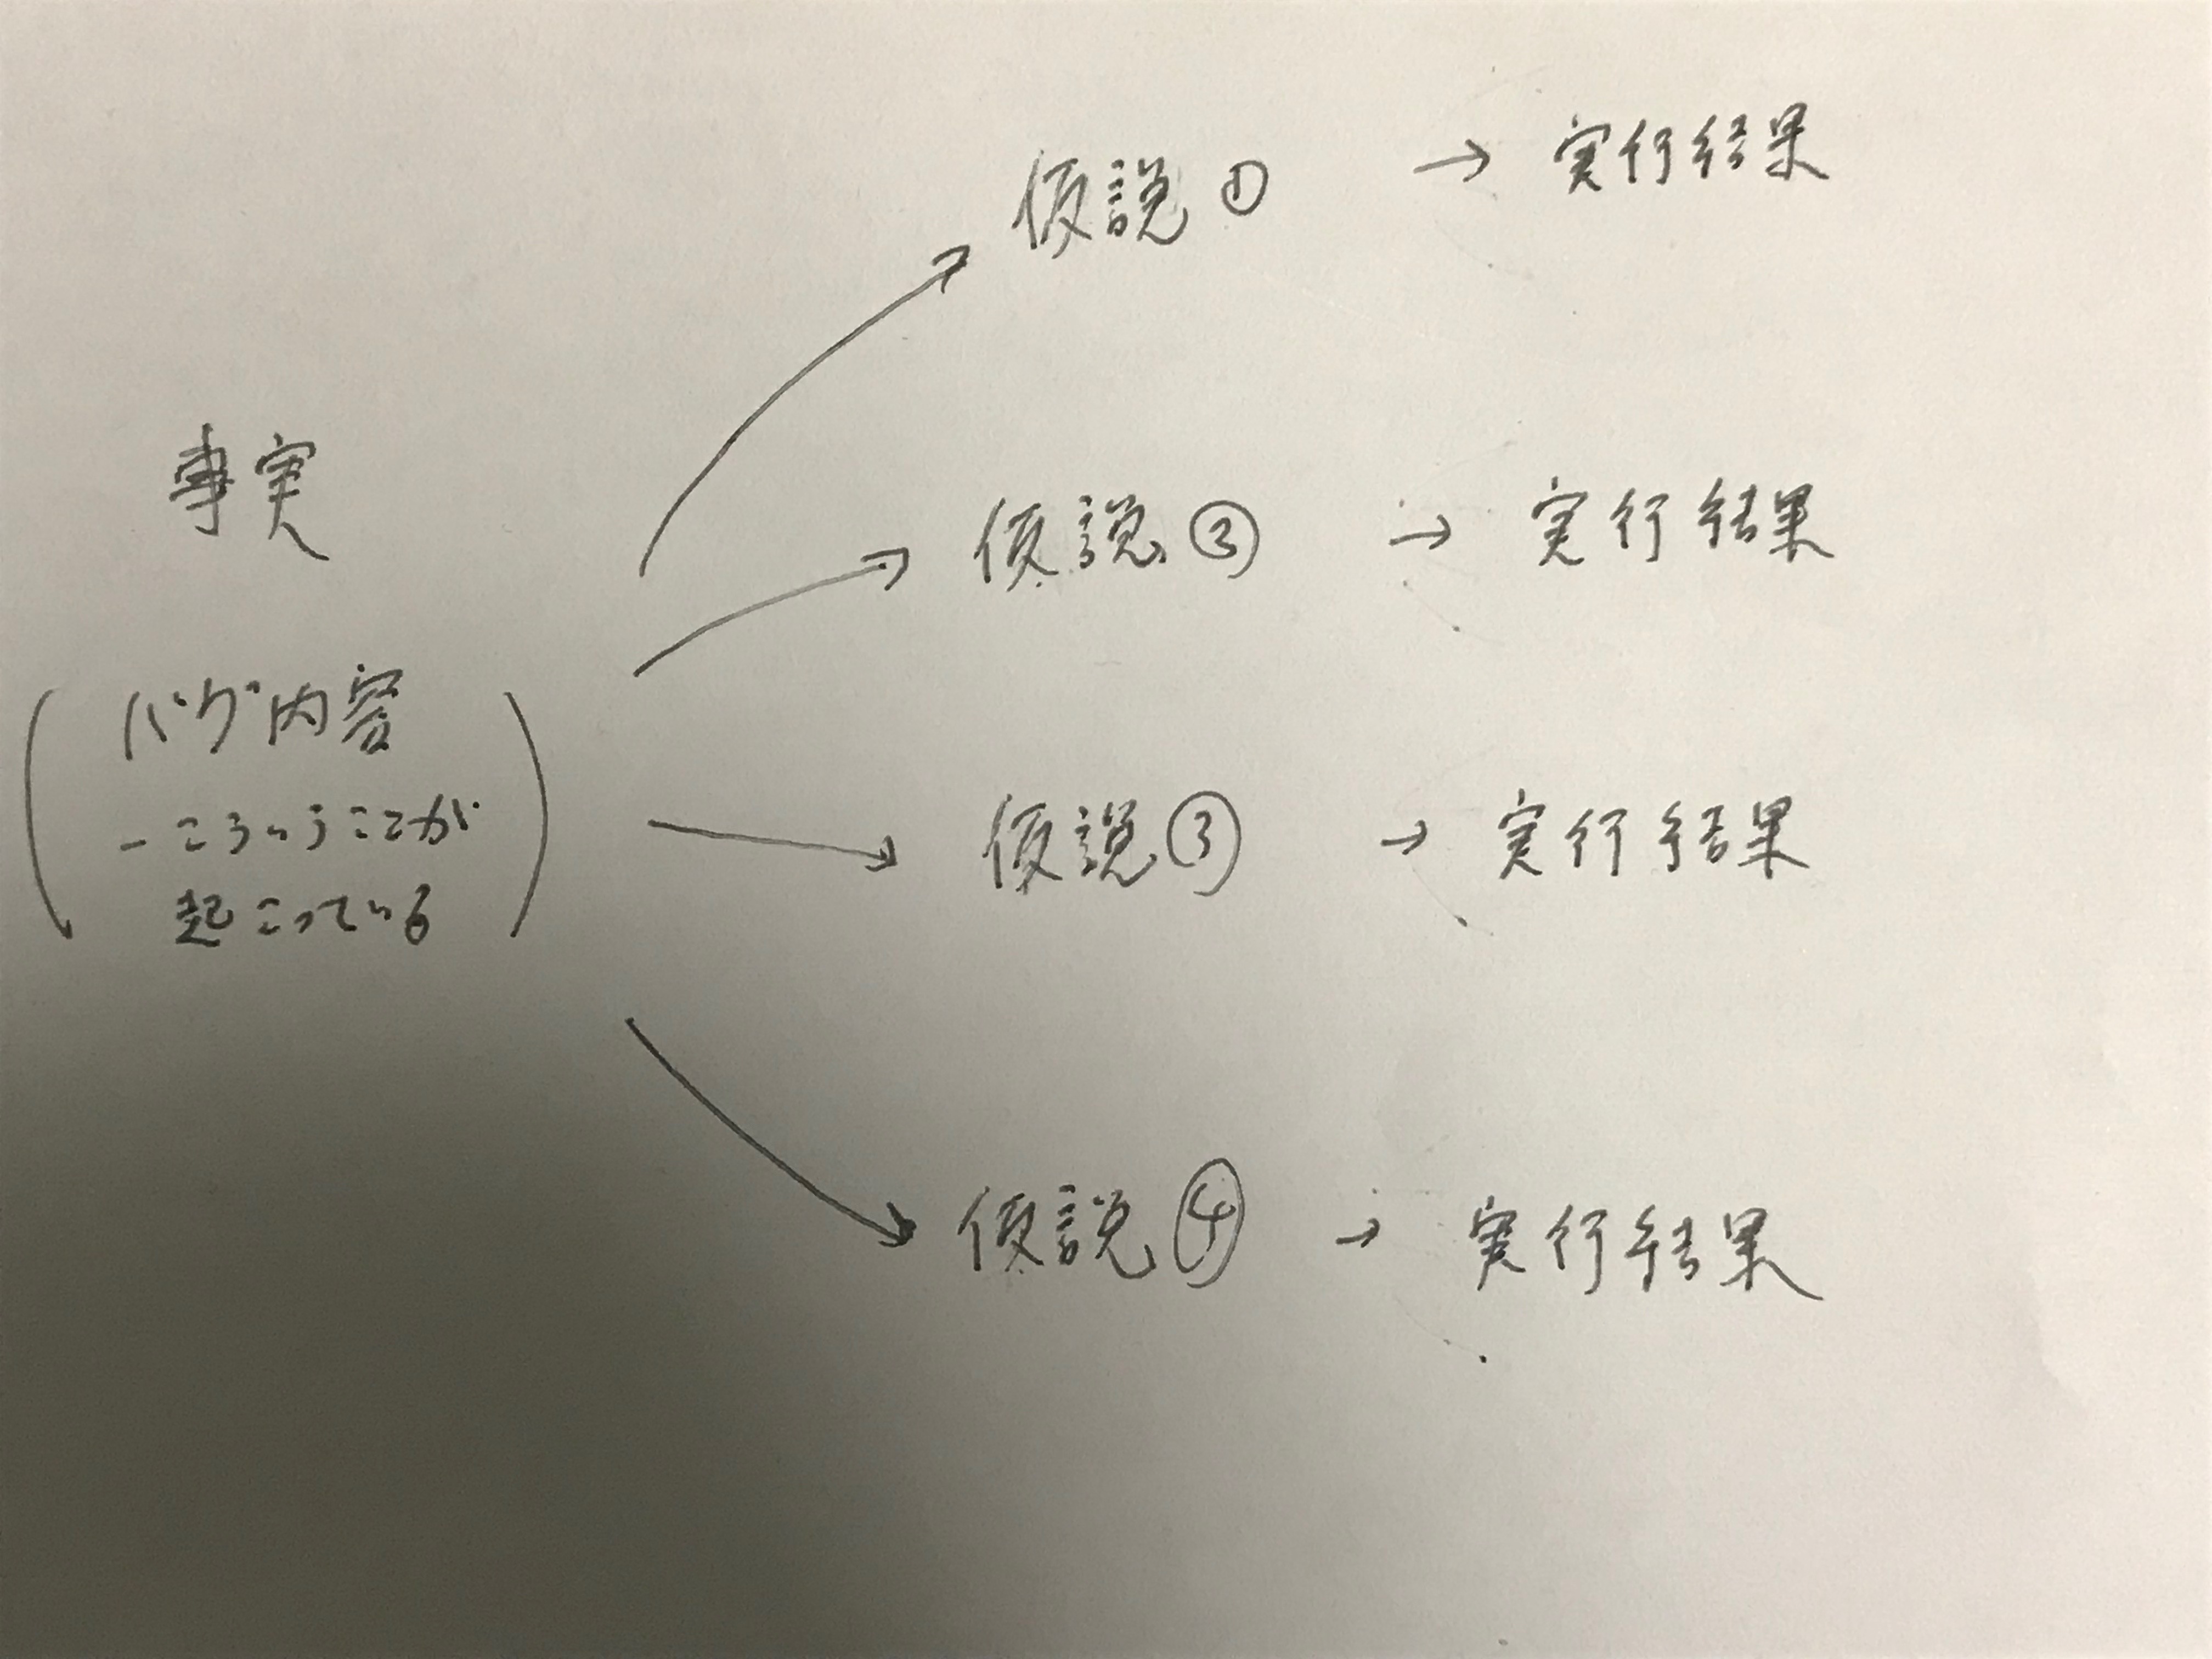 事実
(バグ内容
- こういうことが
起こっている)
仮説① → 実行結果
仮説② → 実行結果
仮説③ → 実行結果
仮説④ → 実行結果